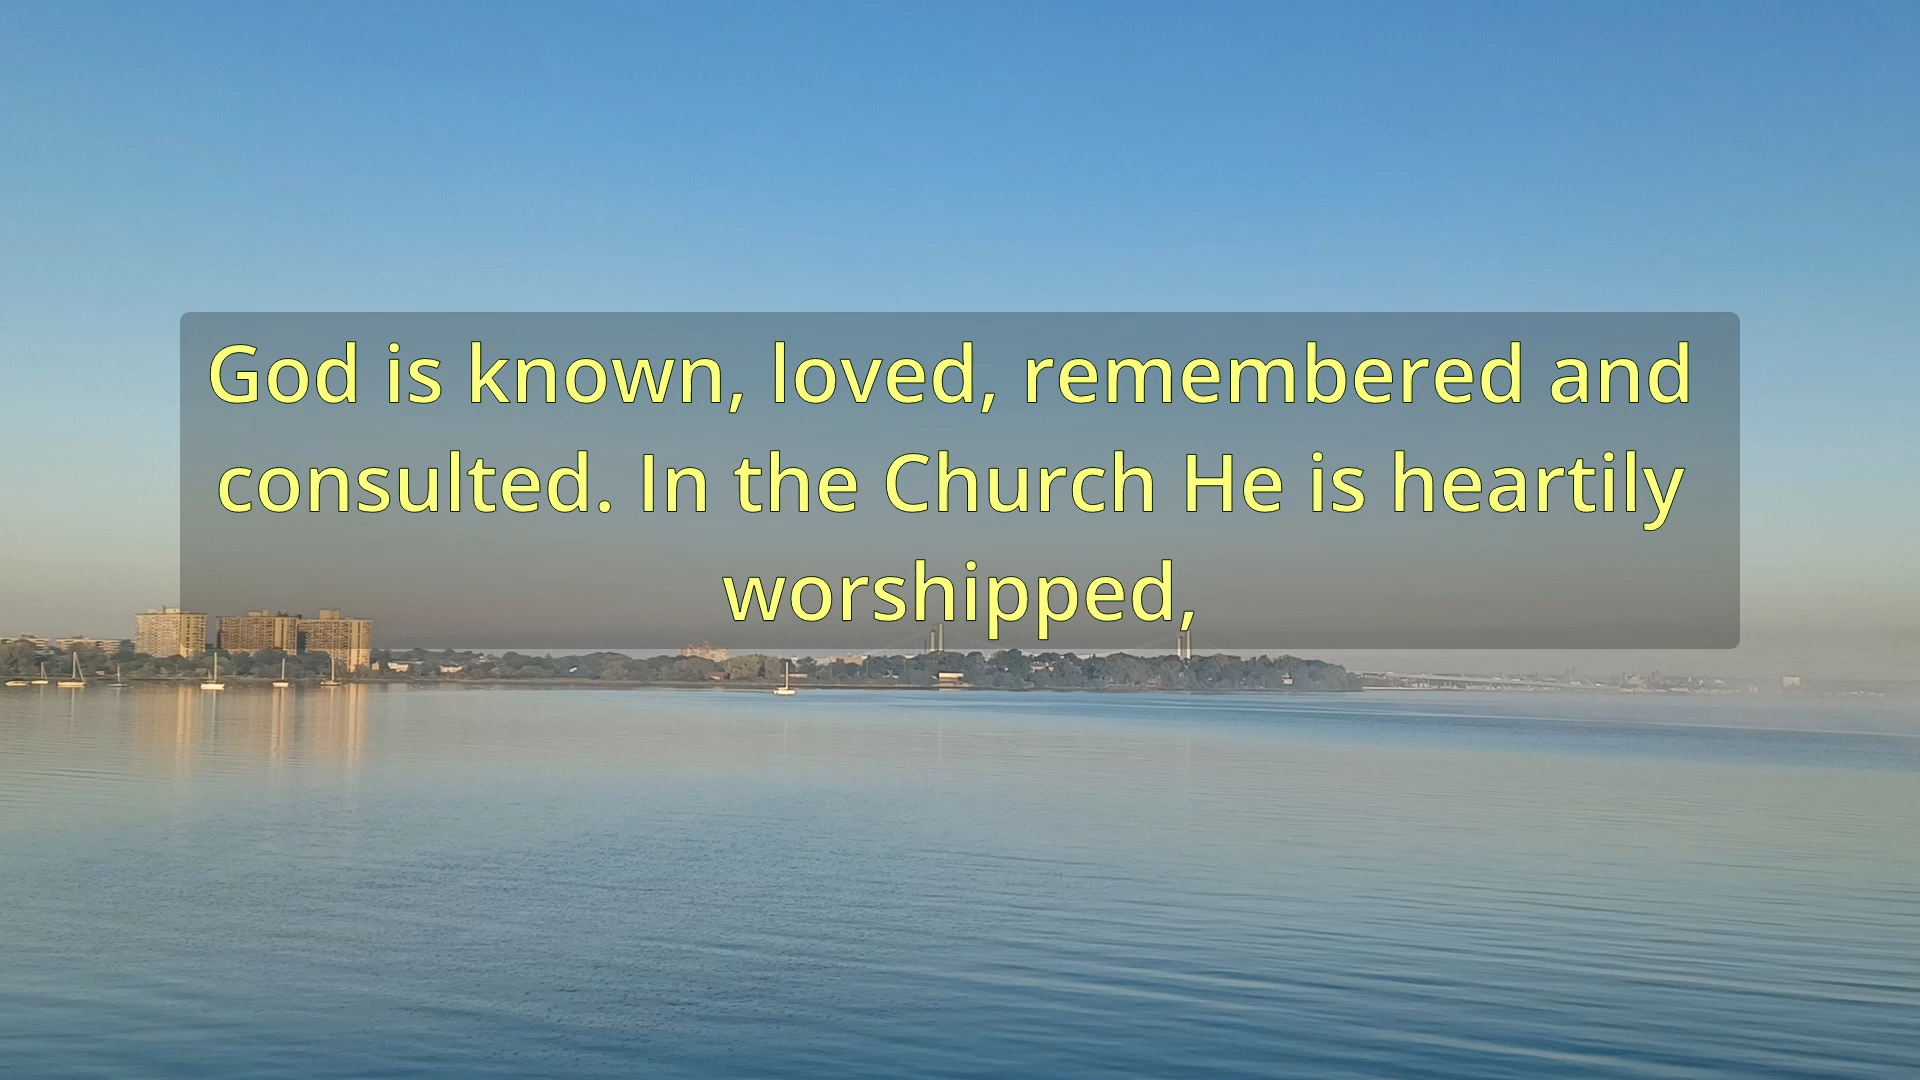 God is known, loved, remembered and
consulted. In the Church He is heartily
worshipped,